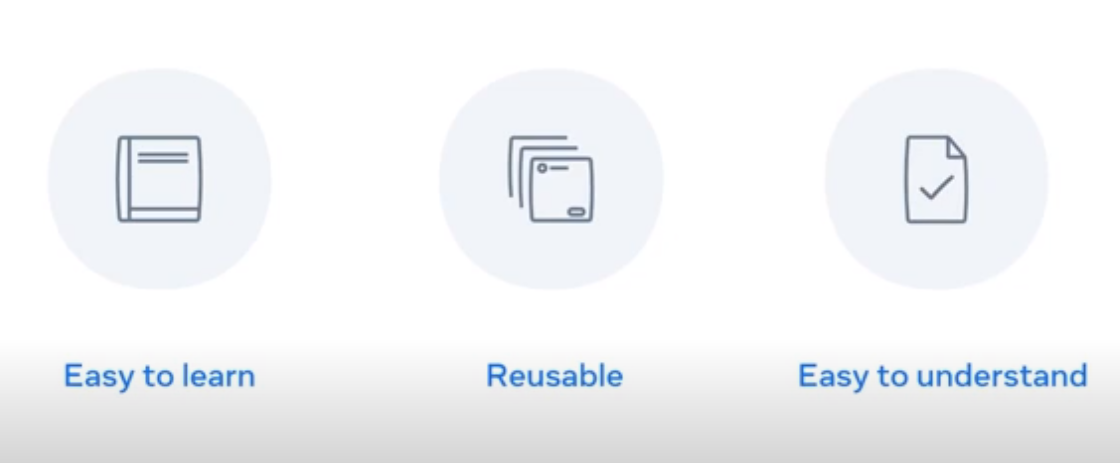 Easy to learn
Reusable
Easy to understand